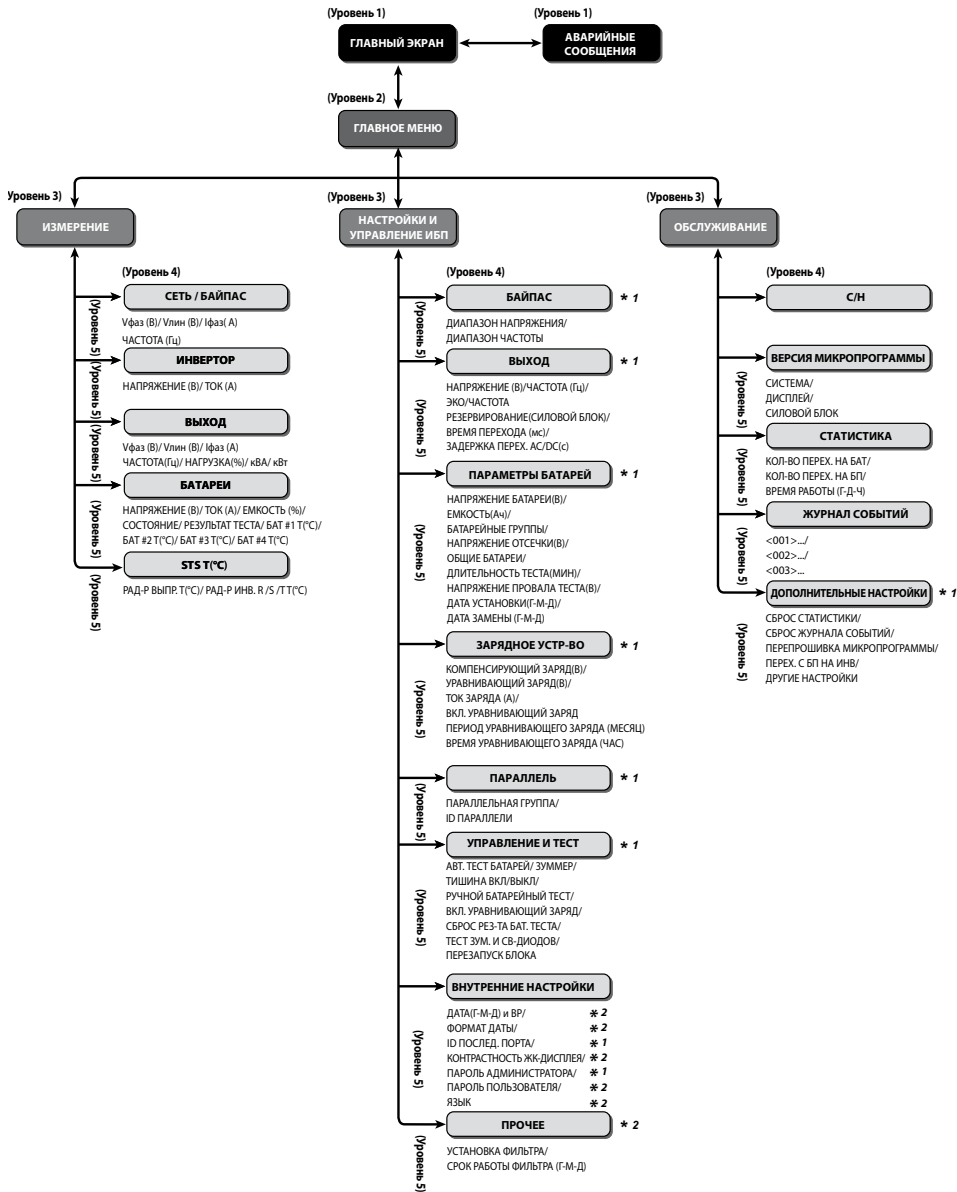 (Уровень 1)
ГЛАВНЫЙ ЭКРАН
(Уровень 1)
АВАРИЙНЫЕ
СООБЩЕНИЯ
(Уровень 2)
ГЛАВНОЕ МЕНЮ
Уровень 3)
ИЗМЕРЕНИЕ
(Уровень 4)
СЕТЬ / БАЙПАС
(Уровень 5)
Vфаз (В)/ Vлин (В)/ Iфаз( А)
ЧАСТОТА (Гц)
ИНВЕРТОР
(Уровень 5)
НАПРЯЖЕНИЕ (В)/ ТОК (А)
ВЫХОД
(Уровень 5)
Vфаз (В)/ Vлин (В)/ Iфаз (А)
ЧАСТОТА(Гц)/ НАГРУЗКА(%)/ кВА/ кВт
БАТАРЕИ
(Уровень 5)
НАПРЯЖЕНИЕ (В)/ ТОК (А)/ ЕМКОСТЬ (%)/
СОСТОЯНИЕ/ РЕЗУЛЬТАТ ТЕСТА/ БАТ #1 T(°C)/
БАТ #2 T(°C)/ БАТ #3 T(°C)/ БАТ #4 T(°C)/
STS T(°C)
(Уровень 5)
РАД-Р ВЫПР. T(°C)/ РАД-Р ИНВ. R /S /T T(°C)
(Уровень 3)
НАСТРОЙКИ И
УПРАВЛЕНИЕ ИБП
(Уровень 4)
БАЙПАС * 1
(Уровень 5)
ДИАПАЗОН НАПРЯЖЕНИЯ/
ДИАПАЗОН ЧАСТОТЫ
ВЫХОД * 1
(Уровень 5)
НАПРЯЖЕНИЕ (В)/ЧАСТОТА (Гц)/
ЭКО/ЧАСТОТА
РЕЗЕРВИРОВАНИЕ(СИЛОВОЙ БЛОК)/
ВРЕМЯ ПЕРЕХОДА (мс)/
ЗАДЕРЖКА ПЕРЕХ. AC/DC(с)
ПАРАМЕТРЫ БАТАРЕЙ * 1
(Уровень 5)
НАПРЯЖЕНИЕ БАТАРЕИ(В)/
ЕМКОСТЬ(Ач)/
БАТАРЕЙНЫЕ ГРУППЫ/
НАПРЯЖЕНИЕ ОТСЕЧКИ(В)/
ОБЩИЕ БАТАРЕИ/
ДЛИТЕЛЬНОСТЬ ТЕСТА(МИН)/
НАПРЯЖЕНИЕ ПРОВАЛА ТЕСТА(В)/
ДАТА УСТАНОВКИ(Г-М-Д)/
ДАТА ЗАМЕНЫ (Г-М-Д)
ЗАРЯДНОЕ УСТР-ВО * 1
(Уровень 5)
КОМПЕНСИРУЮЩИЙ ЗАРЯД(В)/
УРАВНИВАЮЩИЙ ЗАРЯД(В)/
ТОК ЗАРЯДА (А)/
ВКЛ. УРАВНИВАЮЩИЙ ЗАРЯД
ПЕРИОД УРАВНИВАЮЩЕГО ЗАРЯДА (МЕСЯЦ)
ВРЕМЯ УРАВНИВАЮЩЕГО ЗАРЯДА (ЧАС)
ПАРАЛЛЕЛЬ * 1
(Уровень 5)
ПАРАЛЛЕЛЬНАЯ ГРУППА/
ID ПАРАЛЛЕЛИ
УПРАВЛЕНИЕ И ТЕСТ * 1
(Уровень 5)
АВТ. ТЕСТ БАТАРЕЙ/ ЗУММЕР/
ТИШИНА ВКЛ/ВЫКЛ/
РУЧНОЙ БАТАРЕЙНЫЙ ТЕСТ/
ВКЛ. УРАВНИВАЮЩИЙ ЗАРЯД/
СБРОС РЕЗ-ТА БАТ. ТЕСТА/
ТЕСТ ЗУМ. И СВ-ДИОДОВ/
ПЕРЕЗАПУСК БЛОКА
ВНУТРЕННИЕ НАСТРОЙКИ
(Уровень 5)
ДАТА(Г-М-Д) и ВР/ * 2
ФОРМАТ ДАТЫ/ * 2
ID ПОСЛЕД. ПОРТА/ * 1
КОНТРАСТНОСТЬ ЖК-ДИСПЛЕЯ/ * 2
ПАРОЛЬ АДМИНИСТРАТОРА/ * 1
ПАРОЛЬ ПОЛЬЗОВАТЕЛЯ/ * 2
ЯЗЫК * 2
ПРОЧЕЕ * 2
(Уровень 5)
УСТАНОВКА ФИЛЬТРА/
СРОК РАБОТЫ ФИЛЬТРА (Г-М-Д)
(Уровень 3)
ОБСЛУЖИВАНИЕ
(Уровень 4)
С/Н
ВЕРСИЯ МИКРОПРОГРАММЫ
(Уровень 5)
СИСТЕМА/
ДИСПЛЕЙ/
СИЛОВОЙ БЛОК
СТАТИСТИКА
(Уровень 5)
КОЛ-ВО ПЕРЕХ. НА БАТ/
КОЛ-ВО ПЕРЕХ. НА БП/
ВРЕМЯ РАБОТЫ (Г-Д-Ч)
ЖУРНАЛ СОБЫТИЙ
(Уровень 5)
<001>.../
<002>.../
<003>...
ДОПОЛНИТЕЛЬНЫЕ НАСТРОЙКИ * 1
(Уровень 5)
СБРОС СТАТИСТИКИ/
СБРОС ЖУРНАЛА СОБЫТИЙ/
ПЕРЕПРОШИВКА МИКРОПРОГРАММЫ/
ПЕРЕХ. С БП НА ИНВ/
ДРУГИЕ НАСТРОЙКИ